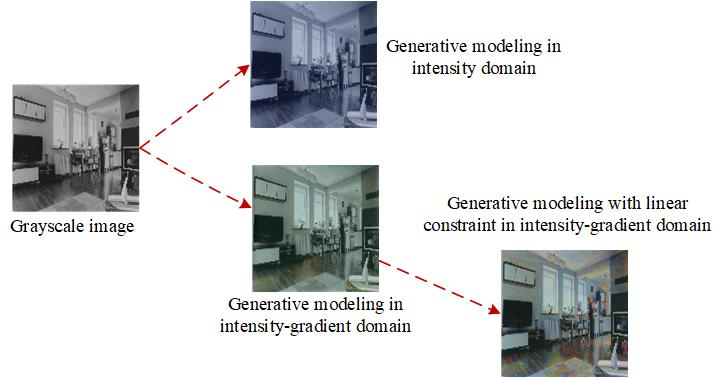 Generative modeling in
intensity domain
Grayscale image
Generative modeling in
intensity-gradient domain
Generative modeling with linear
constraint in intensity-gradient domain